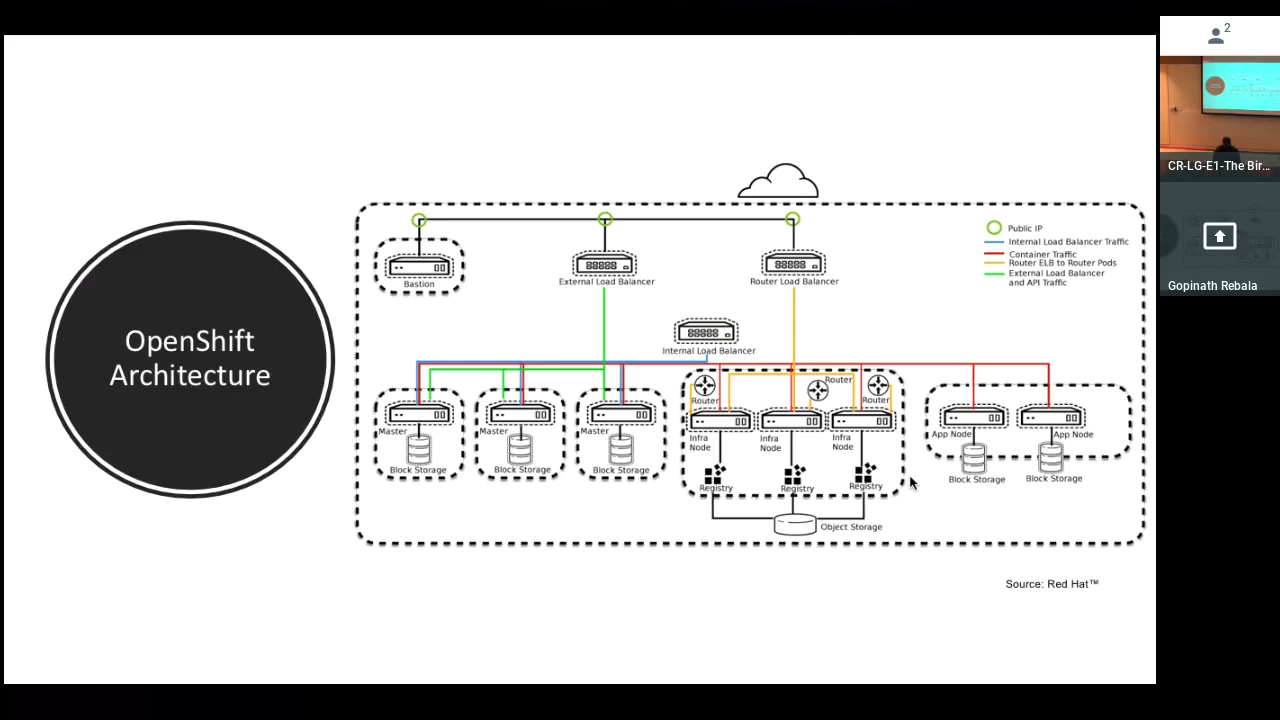 2
CR-LG-E1-The Bir...
Gopinath Rebala
OpenShift
Architecture
Public IP
Internal Load Balancer Traffic
Container Traffic
Router ELB to Router Pods
External Load Balancer
and API Traffic
Bastion
External Load Balancer
Router Load Balancer
Internal Load Balancer
Router
Router
Router
Master
Master
Master
Infra
Node
Infra
Node
Infra
Node
App Node
App Node
Block Storage
Block Storage
Block Storage
Block Storage
Block Storage
Registry
Registry
Registry
Object Storage
Source: Red Hat™